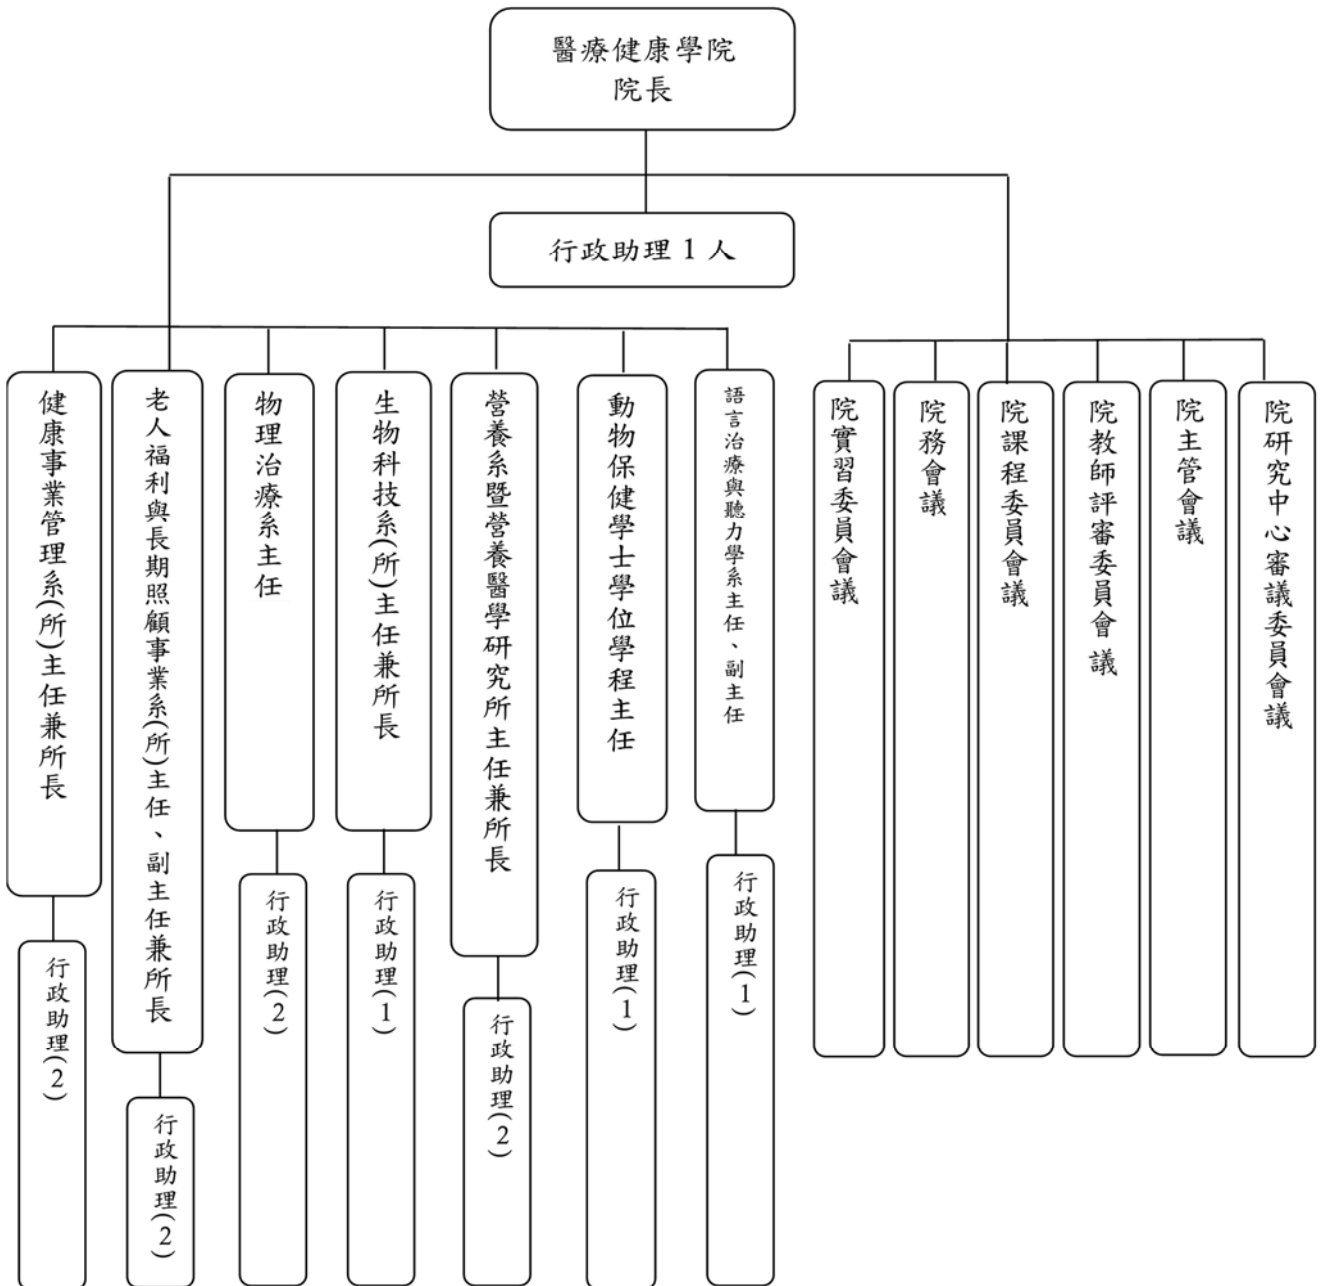 醫療健康學院
院長
行政助理 1 人
健康事業管理系(所)主任兼所長
老人福利與長期照顧事業系(所)主任、副主任兼所長
物理治療系主任
生物科技系(所)主任兼所長
營養系暨營養醫學研究所主任兼所長
動物保健學士學位學程主任
語言治療與聽力學系主任、副主任
院實習委員會議
院務會議
院課程委員會議
院教師評審委員會議
院主管會議
院研究中心審議委員會議
行政助理(2)
行政助理(2)
行政助理(2)
行政助理(1)
行政助理(2)
行政助理(1)
行政助理(1)